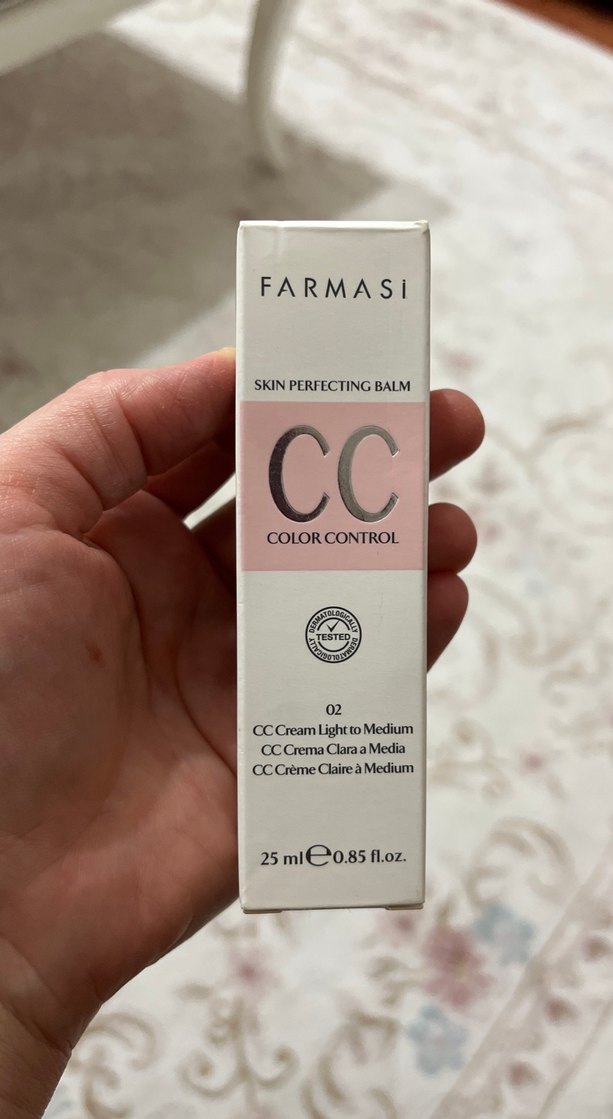 FARMASi
SKIN PERFECTING BALM
CC
COLOR CONTROL
DERMATOLOGICALLY
TESTED
DERMATOLOGICALLY
02
CC Cream Light to Medium
CC Crema Clara a Media
CC Crème Claire à Medium
25 ml℮0.85 fl.oz.